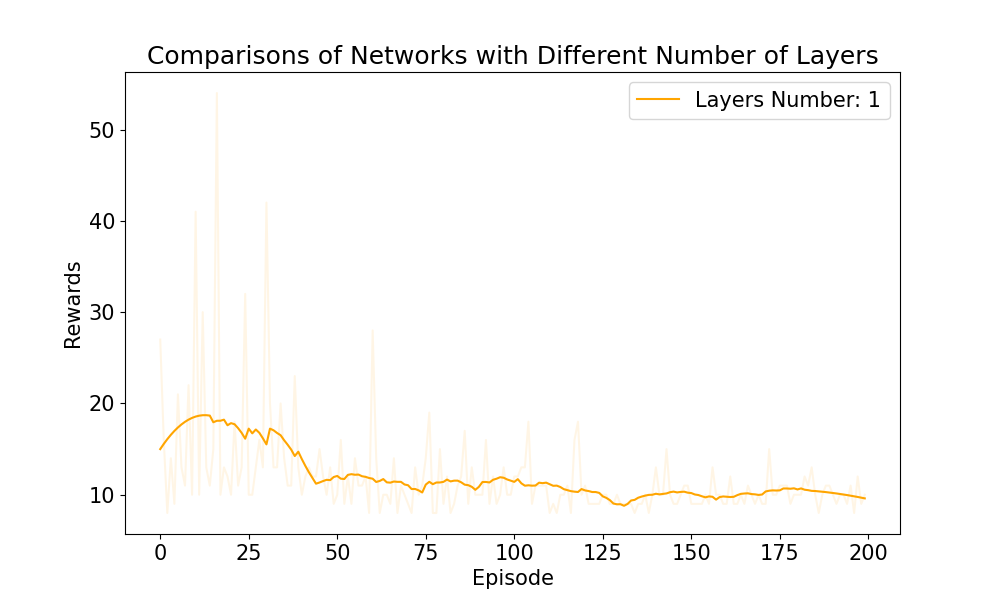 Comparisons of Networks with Different Number of Layers
Layers Number: 1
Rewards
50
40
30
20
10
0 25 50 75 100 125 150 175 200
Episode